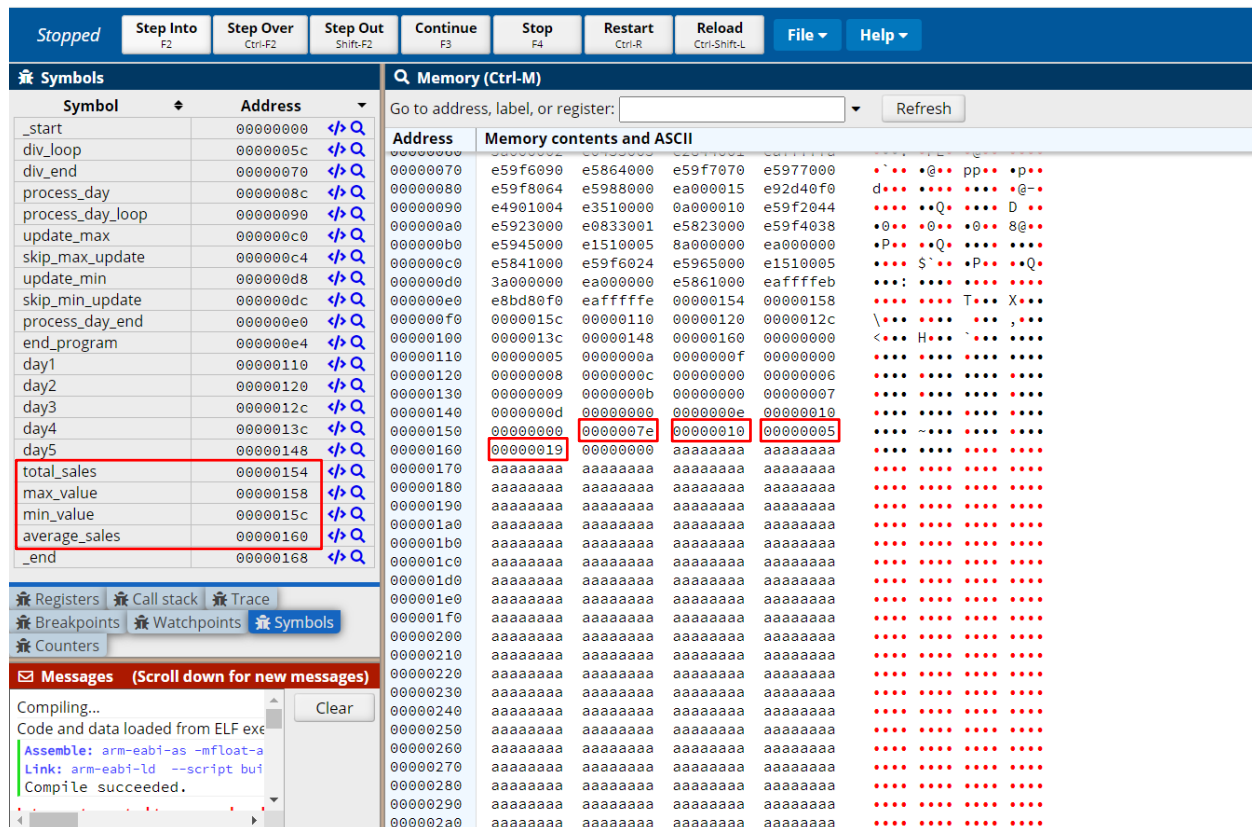 Stopped Step Into F2 Step Over Ctrl-F2 Step Out Shift-F2 Continue F3 Stop F4 Restart Ctrl-R Reload Ctrl-Shift-L File Help
Symbols
Symbol Address
_start 00000000
div_loop 0000005c
div_end 00000070
process_day 0000008c
process_day_loop 00000090
update_max 000000c0
skip_max_update 000000c4
update_min 000000d8
skip_min_update 000000dc
process_day_end 000000e0
end_program 000000e4
day1 00000110
day2 00000120
day3 0000012c
day4 0000013c
day5 00000148
total_sales 00000154
max_value 00000158
min_value 0000015c
average_sales 00000160
_end 00000168
Registers Call stack Trace
Breakpoints Watchpoints Symbols
Counters
Messages (Scroll down for new messages)
Clear
Compiling...
Code and data loaded from ELF exe
Assemble: arm-eabi-as -mfloat-a
Link: arm-eabi-ld --script bui
Compile succeeded.
Memory (Ctrl-M)
Go to address, label, or register: Refresh
Address Memory contents and ASCII
00000070 e59f6090 e5864000 e59f7070 e5977000 •`•• •@•• pp•• •p••
00000080 e59f8064 e5988000 ea000015 e92d40f0 d••• •••• •••• •@-•
00000090 e4901004 e3510000 0a000010 e59f2044 •••• ••Q• •••• D ••
000000a0 e5923000 e0833001 e5823000 e59f4038 •0•• •0•• •0•• 8@••
000000b0 e5945000 e1510005 8a000000 ea000000 •P•• ••Q• •••• ••••
000000c0 e5841000 e59f6024 e5965000 e1510005 •••• $`•• •P•• ••Q•
000000d0 3a000000 ea000000 e5861000 eaffffeb •••: •••• •••• ••••
000000e0 e8bd80f0 eafffffe 00000154 00000158 •••• •••• T••• X•••
000000f0 0000015c 00000110 00000120 0000012c \••• ••••  ••• ,•••
00000100 0000013c 00000148 00000160 00000000 <••• H••• `••• ••••
00000110 00000005 0000000a 0000000f 00000000 •••• •••• •••• ••••
00000120 00000008 0000000c 00000000 00000006 •••• •••• •••• ••••
00000130 00000009 0000000b 00000000 00000007 •••• •••• •••• ••••
00000140 0000000d 00000000 0000000e 00000010 •••• •••• •••• ••••
00000150 00000000 0000007e 00000010 00000005 •••• ~••• •••• ••••
00000160 00000019 00000000 aaaaaaaa aaaaaaaa •••• •••• •••• ••••
00000170 aaaaaaaa aaaaaaaa aaaaaaaa aaaaaaaa •••• •••• •••• ••••
00000180 aaaaaaaa aaaaaaaa aaaaaaaa aaaaaaaa •••• •••• •••• ••••
00000190 aaaaaaaa aaaaaaaa aaaaaaaa aaaaaaaa •••• •••• •••• ••••
000001a0 aaaaaaaa aaaaaaaa aaaaaaaa aaaaaaaa •••• •••• •••• ••••
000001b0 aaaaaaaa aaaaaaaa aaaaaaaa aaaaaaaa •••• •••• •••• ••••
000001c0 aaaaaaaa aaaaaaaa aaaaaaaa aaaaaaaa •••• •••• •••• ••••
000001d0 aaaaaaaa aaaaaaaa aaaaaaaa aaaaaaaa •••• •••• •••• ••••
000001e0 aaaaaaaa aaaaaaaa aaaaaaaa aaaaaaaa •••• •••• •••• ••••
000001f0 aaaaaaaa aaaaaaaa aaaaaaaa aaaaaaaa •••• •••• •••• ••••
00000200 aaaaaaaa aaaaaaaa aaaaaaaa aaaaaaaa •••• •••• •••• ••••
00000210 aaaaaaaa aaaaaaaa aaaaaaaa aaaaaaaa •••• •••• •••• ••••
00000220 aaaaaaaa aaaaaaaa aaaaaaaa aaaaaaaa •••• •••• •••• ••••
00000230 aaaaaaaa aaaaaaaa aaaaaaaa aaaaaaaa •••• •••• •••• ••••
00000240 aaaaaaaa aaaaaaaa aaaaaaaa aaaaaaaa •••• •••• •••• ••••
00000250 aaaaaaaa aaaaaaaa aaaaaaaa aaaaaaaa •••• •••• •••• ••••
00000260 aaaaaaaa aaaaaaaa aaaaaaaa aaaaaaaa •••• •••• •••• ••••
00000270 aaaaaaaa aaaaaaaa aaaaaaaa aaaaaaaa •••• •••• •••• ••••
00000280 aaaaaaaa aaaaaaaa aaaaaaaa aaaaaaaa •••• •••• •••• ••••
00000290 aaaaaaaa aaaaaaaa aaaaaaaa aaaaaaaa •••• •••• •••• ••••
000002a0 aaaaaaaa aaaaaaaa aaaaaaaa aaaaaaaa •••• •••• •••• ••••